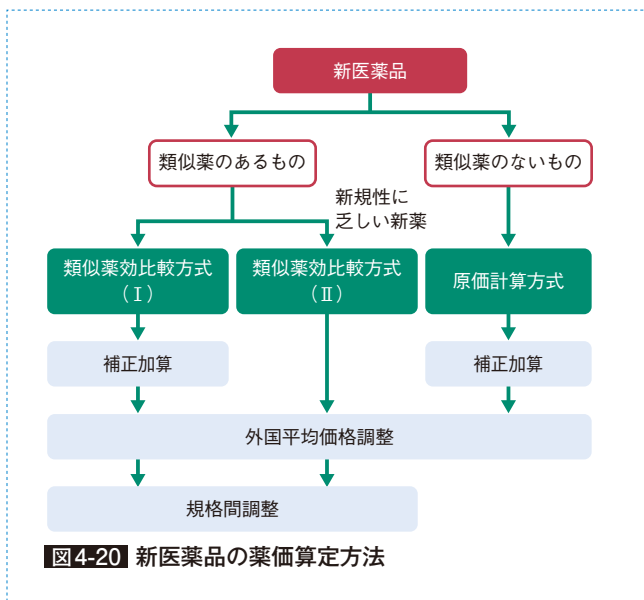 新医薬品
類似薬のあるもの
類似薬のないもの
新規性に
乏しい新薬
類似薬効比較方式
（Ⅰ）
類似薬効比較方式
（Ⅱ）
原価計算方式
補正加算
補正加算
外国平均価格調整
規格間調整
図4-20 新医薬品の薬価算定方法